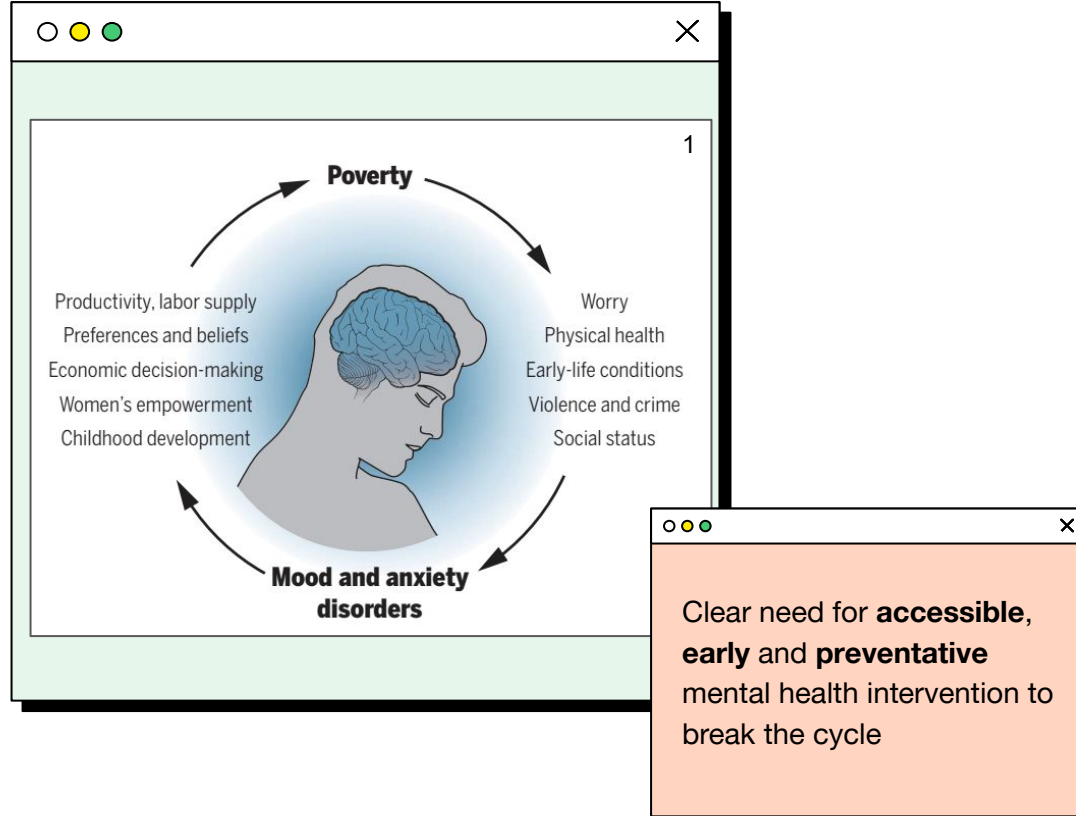 1
Poverty
Productivity, labor supply
Preferences and beliefs
Economic decision-making
Women's empowerment
Childhood development
Worry
Physical health
Early-life conditions
Violence and crime
Social status
Mood and anxiety
disorders
Clear need for accessible,
early and preventative
mental health intervention to
break the cycle